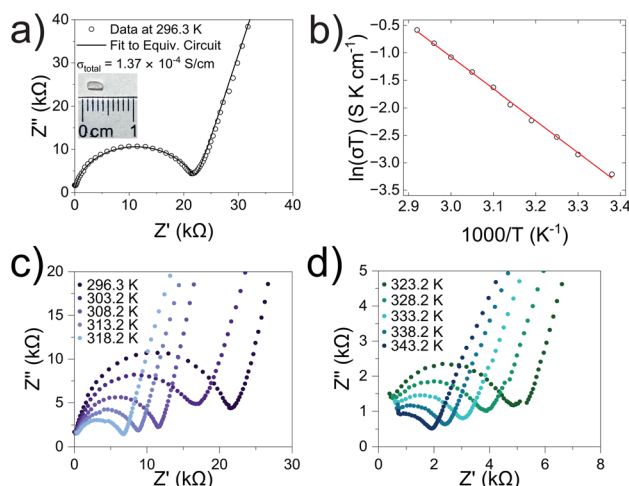 a)
Data at 296.3 K
Fit to Equiv. Circuit
σtotal = 1.37 × 10⁻⁴ S/cm
0 cm 1
Z'' (kΩ)
40
30
20
10
0
0 10 20 30 40
Z' (kΩ)
b)
ln(σT) (S K cm⁻¹)
−0.5
−1.0
−1.5
−2.0
−2.5
−3.0
−3.5
2.9 3.0 3.1 3.2 3.3 3.4
1000/T (K⁻¹)
c)
296.3 K
303.2 K
308.2 K
313.2 K
318.2 K
Z'' (kΩ)
20
15
10
5
0
0 10 20 30
Z' (kΩ)
d)
323.2 K
328.2 K
333.2 K
338.2 K
343.2 K
Z'' (kΩ)
5
4
3
2
1
0
0 2 4 6 8
Z' (kΩ)